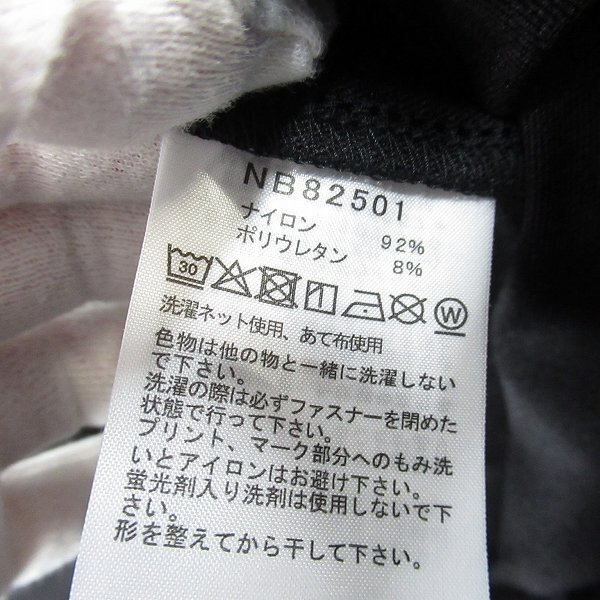 NB82501
ナイロン 92%
ポリウレタン 8%
30 W
洗濯ネット使用、あて布使用
色物は他の物と一緒に洗濯しない
で下さい。
洗濯の際は必ずファスナーを閉めた
状態で行って下さい。
プリント、マーク部分へのもみ洗
いとアイロンはお避け下さい。
蛍光剤入り洗剤は使用しないで下
さい。
形を整えてから干して下さい。